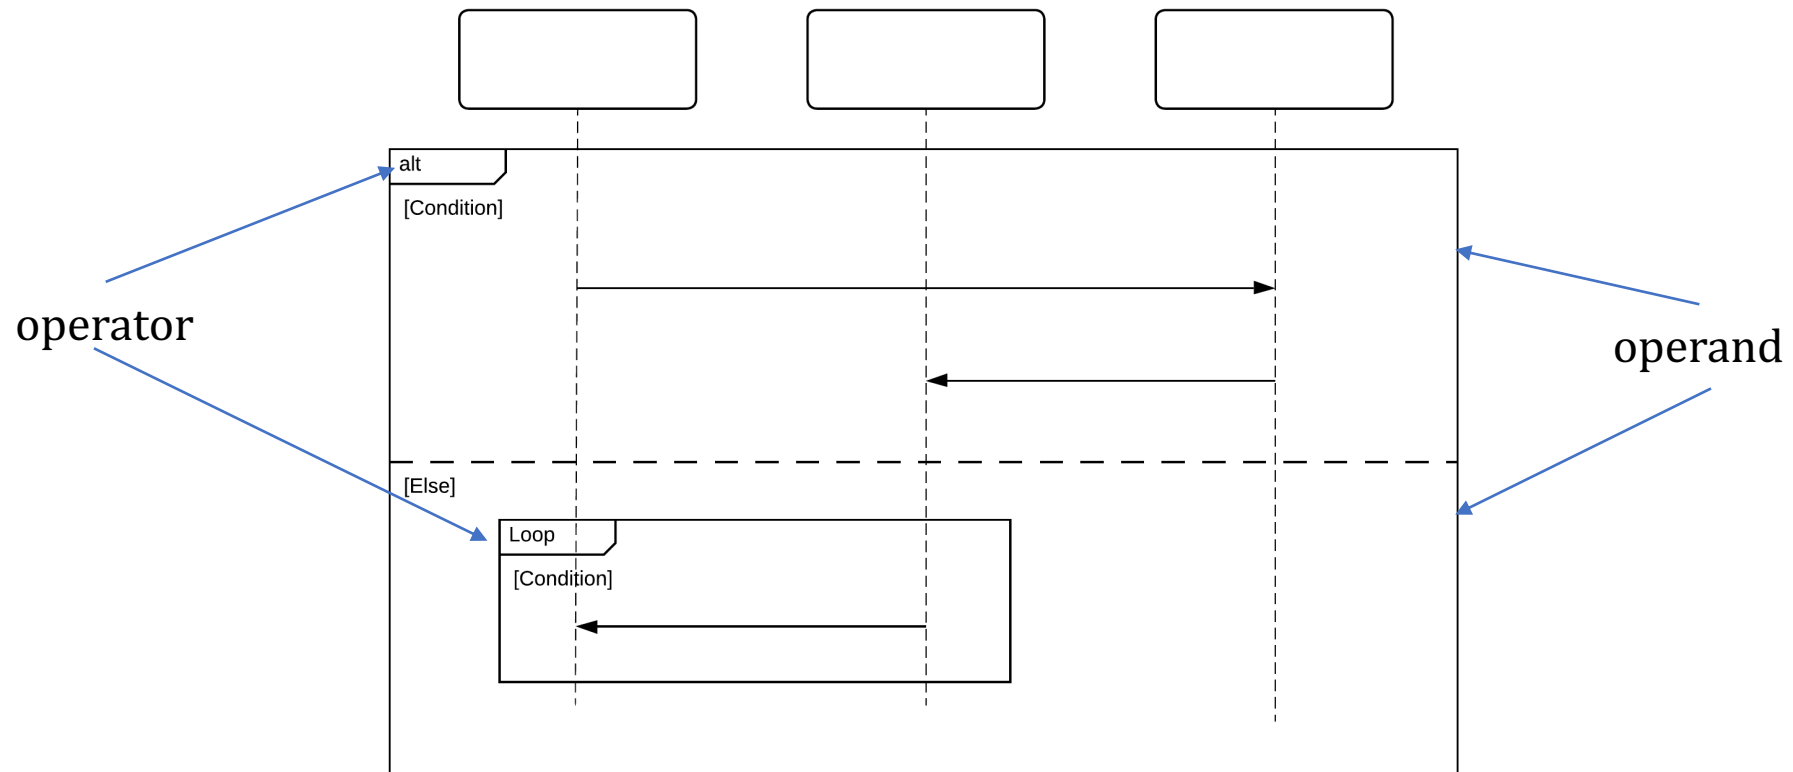 alt
[Condition]
operator
operand
[Else]
Loop
[Condition]